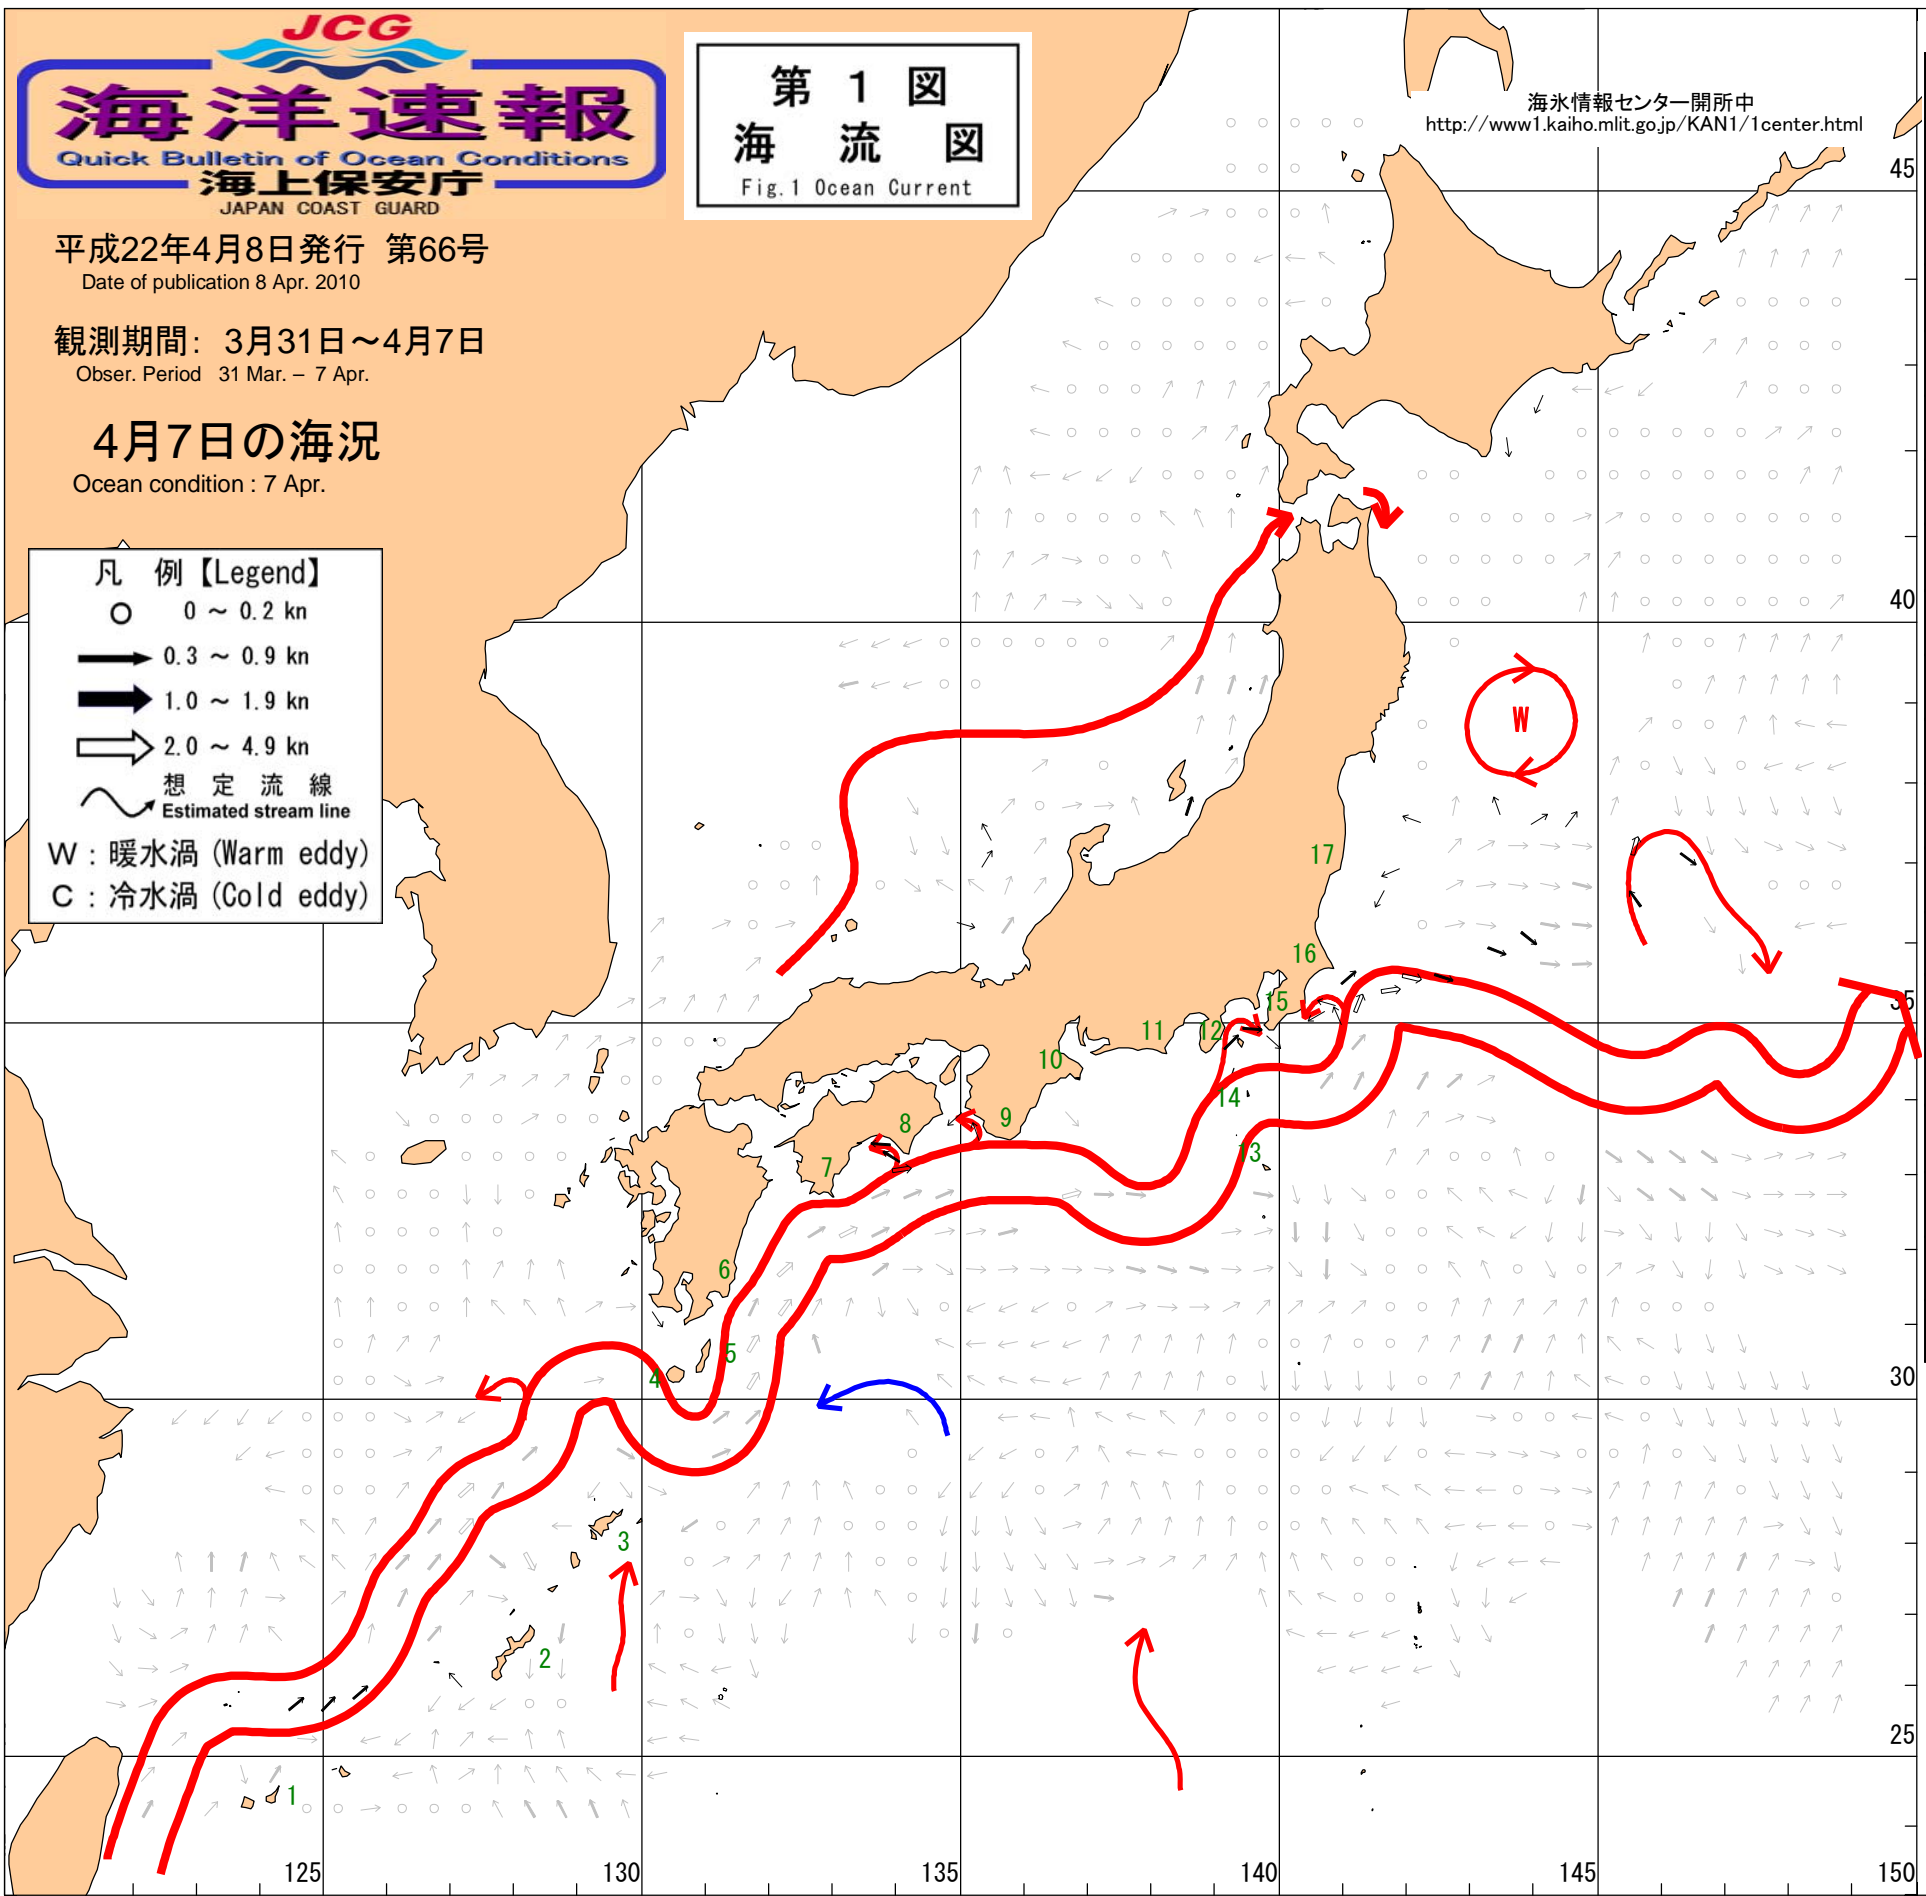 JCG
海洋速報
Quick Bulletin of Ocean Conditions
海上保安庁
JAPAN COAST GUARD
第 1 図
海 流 図
Fig.1 Ocean Current
海氷情報センター開所中
http://www1.kaiho.mlit.go.jp/KAN1/1center.html
平成22年4月8日発行 第66号
Date of publication 8 Apr. 2010
観測期間: 3月31日～4月7日
Obser. Period 31 Mar. – 7 Apr.
4月7日の海況
Ocean condition : 7 Apr.
凡 例【Legend】
0 ～ 0.2 kn
0.3 ～ 0.9 kn
1.0 ～ 1.9 kn
2.0 ～ 4.9 kn
想 定 流 線
Estimated stream line
W : 暖水渦 (Warm eddy)
C : 冷水渦 (Cold eddy)
45
40
W
17
16
35
15
12
11
10
14
9
8
13
7
6
5
4
30
3
2
25
1
125
130
135
140
145
150